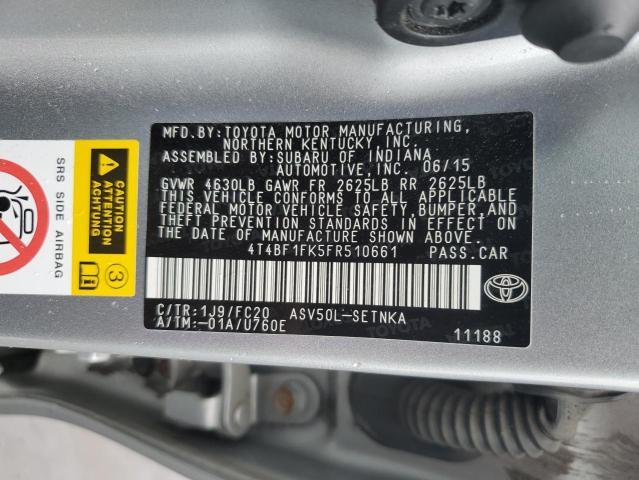 MFD.BY:TOYOTA MOTOR MANUFACTURING,
NORTHERN KENTUCKY,INC.
ASSEMBLED BY:SUBARU OF INDIANA
AUTOMOTIVE,INC. 06/15
GVWR 4630LB GAWR FR 2625LB RR 2625LB
THIS VEHICLE CONFORMS TO ALL APPLICABLE
FEDERAL MOTOR VEHICLE SAFETY,BUMPER,AND
THEFT PREVENTION STANDARDS IN EFFECT ON
THE DATE OF MANUFACTURE SHOWN ABOVE.
4T4BF1FK5FR510661 PASS.CAR
C/TR:1J9/FC20 ASV50L-SETNKA
A/TM:-01A/U760E
11188
SRS SIDE AIRBAG
CAUTION
ATTENTION
ACHTUNG
3